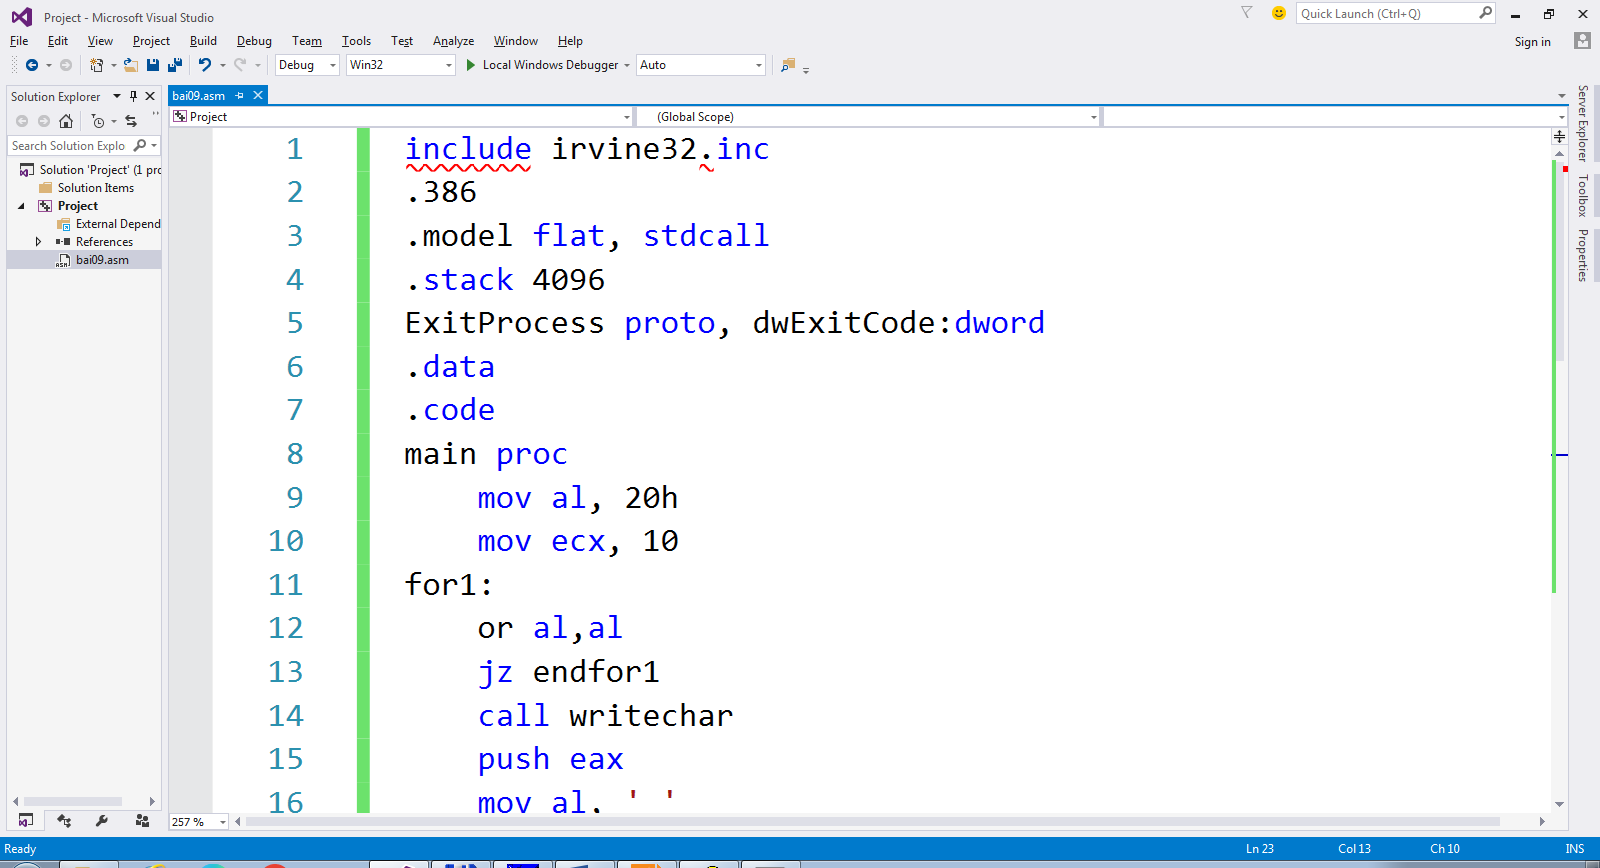 Project - Microsoft Visual Studio
Quick Launch (Ctrl+Q)
File Edit View Project Build Debug Team Tools Test Analyze Window Help
Sign in
Debug Win32 Local Windows Debugger Auto
Solution Explorer
bai09.asm
Project
(Global Scope)
Search Solution Explo
Solution 'Project' (1 pro
Solution Items
Project
External Depend
References
bai09.asm
1 include irvine32.inc
2 .386
3 .model flat, stdcall
4 .stack 4096
5 ExitProcess proto, dwExitCode:dword
6 .data
7 .code
8 main proc
9 mov al, 20h
10 mov ecx, 10
11 for1:
12 or al,al
13 jz endfor1
14 call writechar
15 push eax
16 mov al, ' '
Server Explorer
Toolbox
Properties
257 %
Ready
Ln 23
Col 13
Ch 10
INS